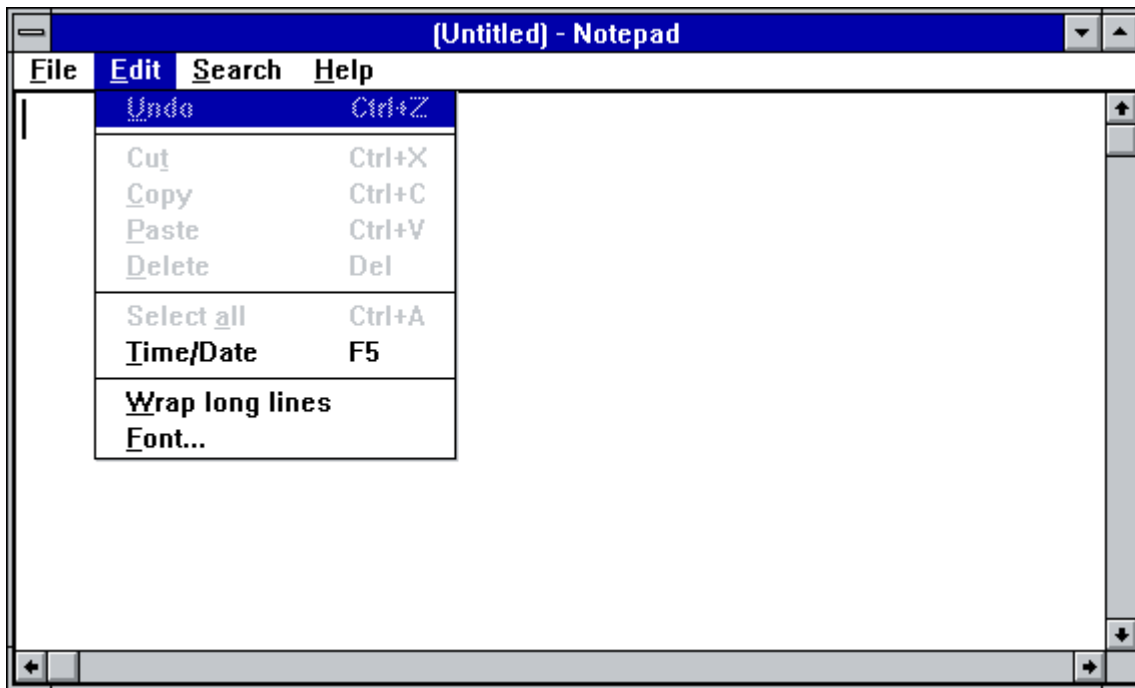 (Untitled) - Notepad
File Edit Search Help
Undo Ctrl+Z
Cut Ctrl+X
Copy Ctrl+C
Paste Ctrl+V
Delete Del
Select all Ctrl+A
Time/Date F5
Wrap long lines
Font...